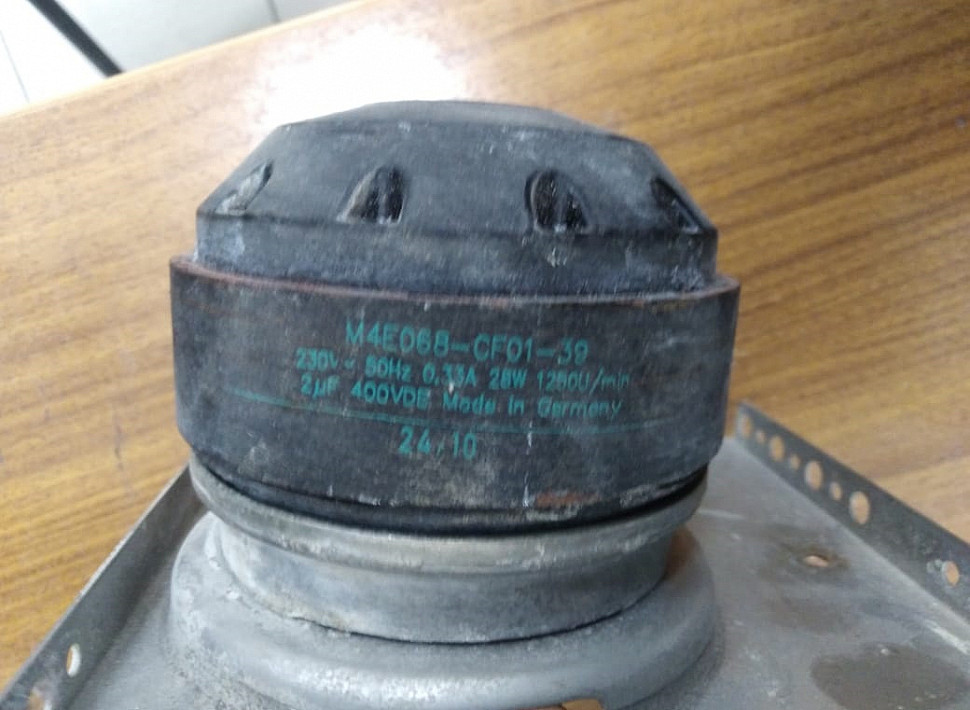 M4E068-CF01-39
230V~ 50Hz 0,33A 28W 1250U/min
2µF 400VDB Made in Germany
24/10